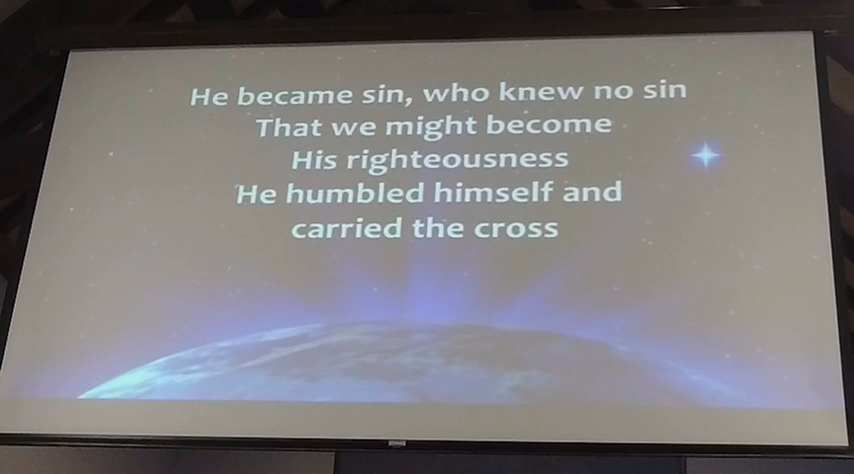 He became sin, who knew no sin
That we might become
His righteousness
He humbled himself and
carried the cross